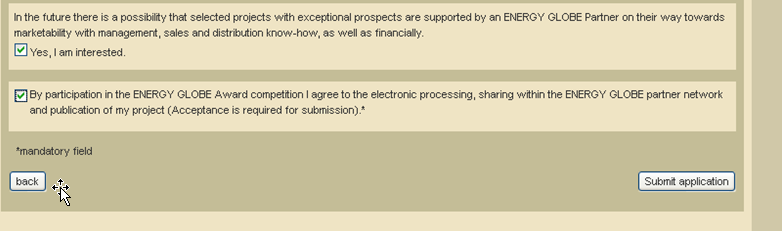 In the future there is a possibility that selected projects with exceptional prospects are supported by an ENERGY GLOBE Partner on their way towards
marketability with management, sales and distribution know-how, as well as financially.
Yes, I am interested.
By participation in the ENERGY GLOBE Award competition I agree to the electronic processing, sharing within the ENERGY GLOBE partner network
and publication of my project (Acceptance is required for submission).*
*mandatory field
back
Submit application